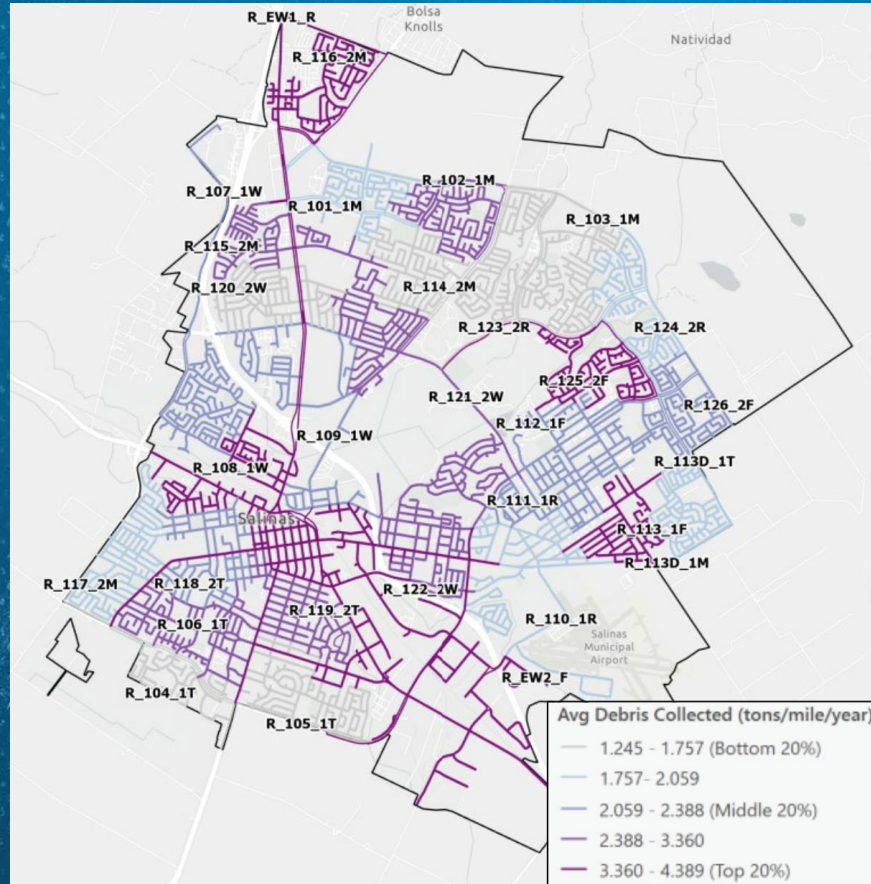 R_EW1_R
Bolsa
Knolls
Natividad
R_116_2M
R_107_1W
R_101_1M
R_102_1M
R_103_1M
R_115_2M
R_120_2W
R_114_2M
R_123_2R
R_124_2R
R_125_2F
R_121_2W
R_126_2F
R_112_1F
R_109_1W
R_108_1W
R_113D_1T
R_111_1R
Salinas
R_113_1F
R_113D_1M
R_117_2M
R_118_2T
R_122_2W
R_119_2T
R_106_1T
R_110_1R
Salinas
Municipal
Airport
R_EW2_F
R_104_1T
R_105_1T
Avg Debris Collected (tons/mile/year)
1.245 - 1.757 (Bottom 20%)
1.757- 2.059
2.059 - 2.388 (Middle 20%)
2.388 - 3.360
3.360 - 4.389 (Top 20%)